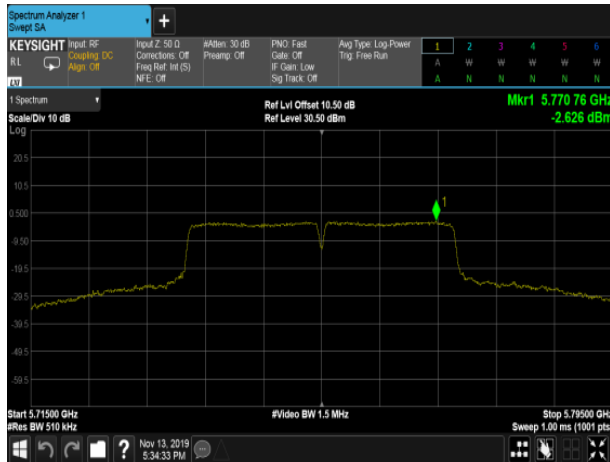 Spectrum Analyzer 1
Swept SA
+
KEYSIGHT Input: RF Input Z: 50 Ω #Atten: 30 dB PNO: Fast Avg Type: Log-Power 1 2 3 4 5 6
RL Coupling: DC Corrections: Off Preamp: Off Gate: Off Trig: Free Run A W W W W W
Align: Off Freq Ref: Int (S) IF Gain: Low A N N N N N
LXI NFE: Off Sig Track: Off
1 Spectrum Ref Lvl Offset 10.50 dB Mkr1 5.770 76 GHz
Scale/Div 10 dB Ref Level 30.50 dBm -2.626 dBm
Log
20.5
10.5
0.500
1
-9.50
-19.5
-29.5
-39.5
-49.5
-59.5
Start 5.71500 GHz #Video BW 1.5 MHz Stop 5.79500 GHz
#Res BW 510 kHz Sweep 1.00 ms (1001 pts
? Nov 13, 2019
5:34:33 PM